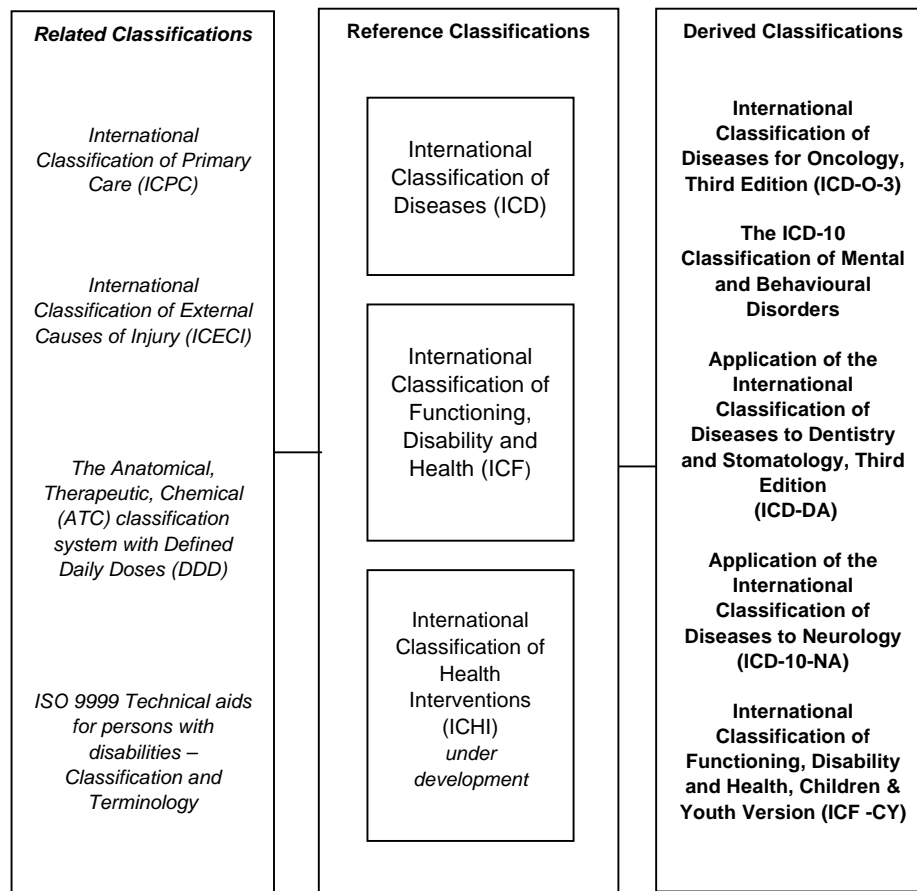 Related Classifications
International
Classification of Primary
Care (ICPC)
International
Classification of External
Causes of Injury (ICECI)
The Anatomical,
Therapeutic, Chemical
(ATC) classification
system with Defined
Daily Doses (DDD)
ISO 9999 Technical aids
for persons with
disabilities –
Classification and
Terminology
Reference Classifications
International
Classification of
Diseases (ICD)
International
Classification of
Functioning,
Disability and
Health (ICF)
International
Classification of
Health
Interventions
(ICHI)
under
development
Derived Classifications
International
Classification of
Diseases for Oncology,
Third Edition (ICD-O-3)
The ICD-10
Classification of Mental
and Behavioural
Disorders
Application of the
International
Classification of
Diseases to Dentistry
and Stomatology, Third
Edition
(ICD-DA)
Application of the
International
Classification of
Diseases to Neurology
(ICD-10-NA)
International
Classification of
Functioning, Disability
and Health, Children &
Youth Version (ICF -CY)